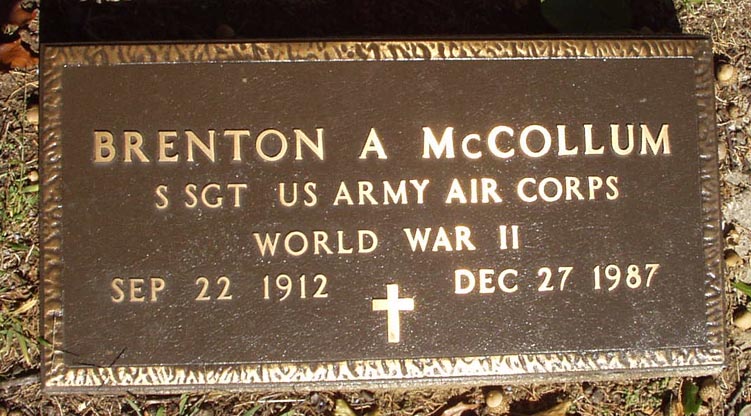 BRENTON A McCOLLUM
S SGT US ARMY AIR CORPS
WORLD WAR II
SEP 22 1912 DEC 27 1987